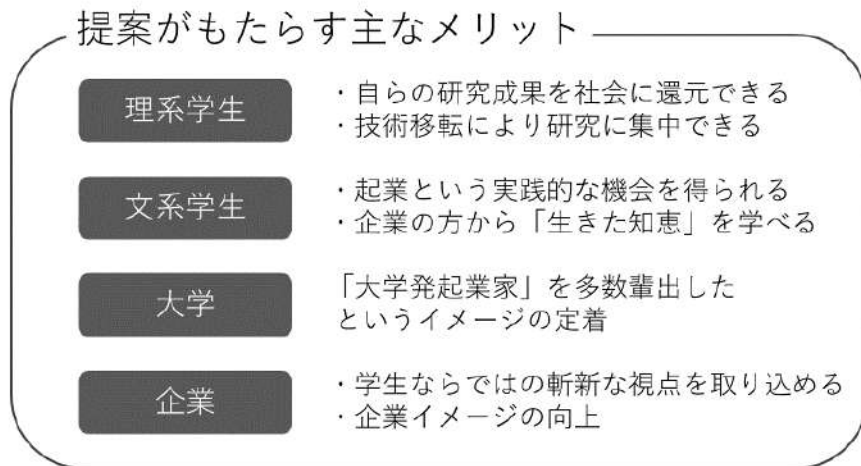 提案がもたらす主なメリット
理系学生
・自らの研究成果を社会に還元できる
・技術移転により研究に集中できる
文系学生
・起業という実践的な機会を得られる
・企業の方から「生きた知恵」を学べる
大学
「大学発起業家」を多数輩出した
というイメージの定着
企業
・学生ならではの斬新な視点を取り込める
・企業イメージの向上